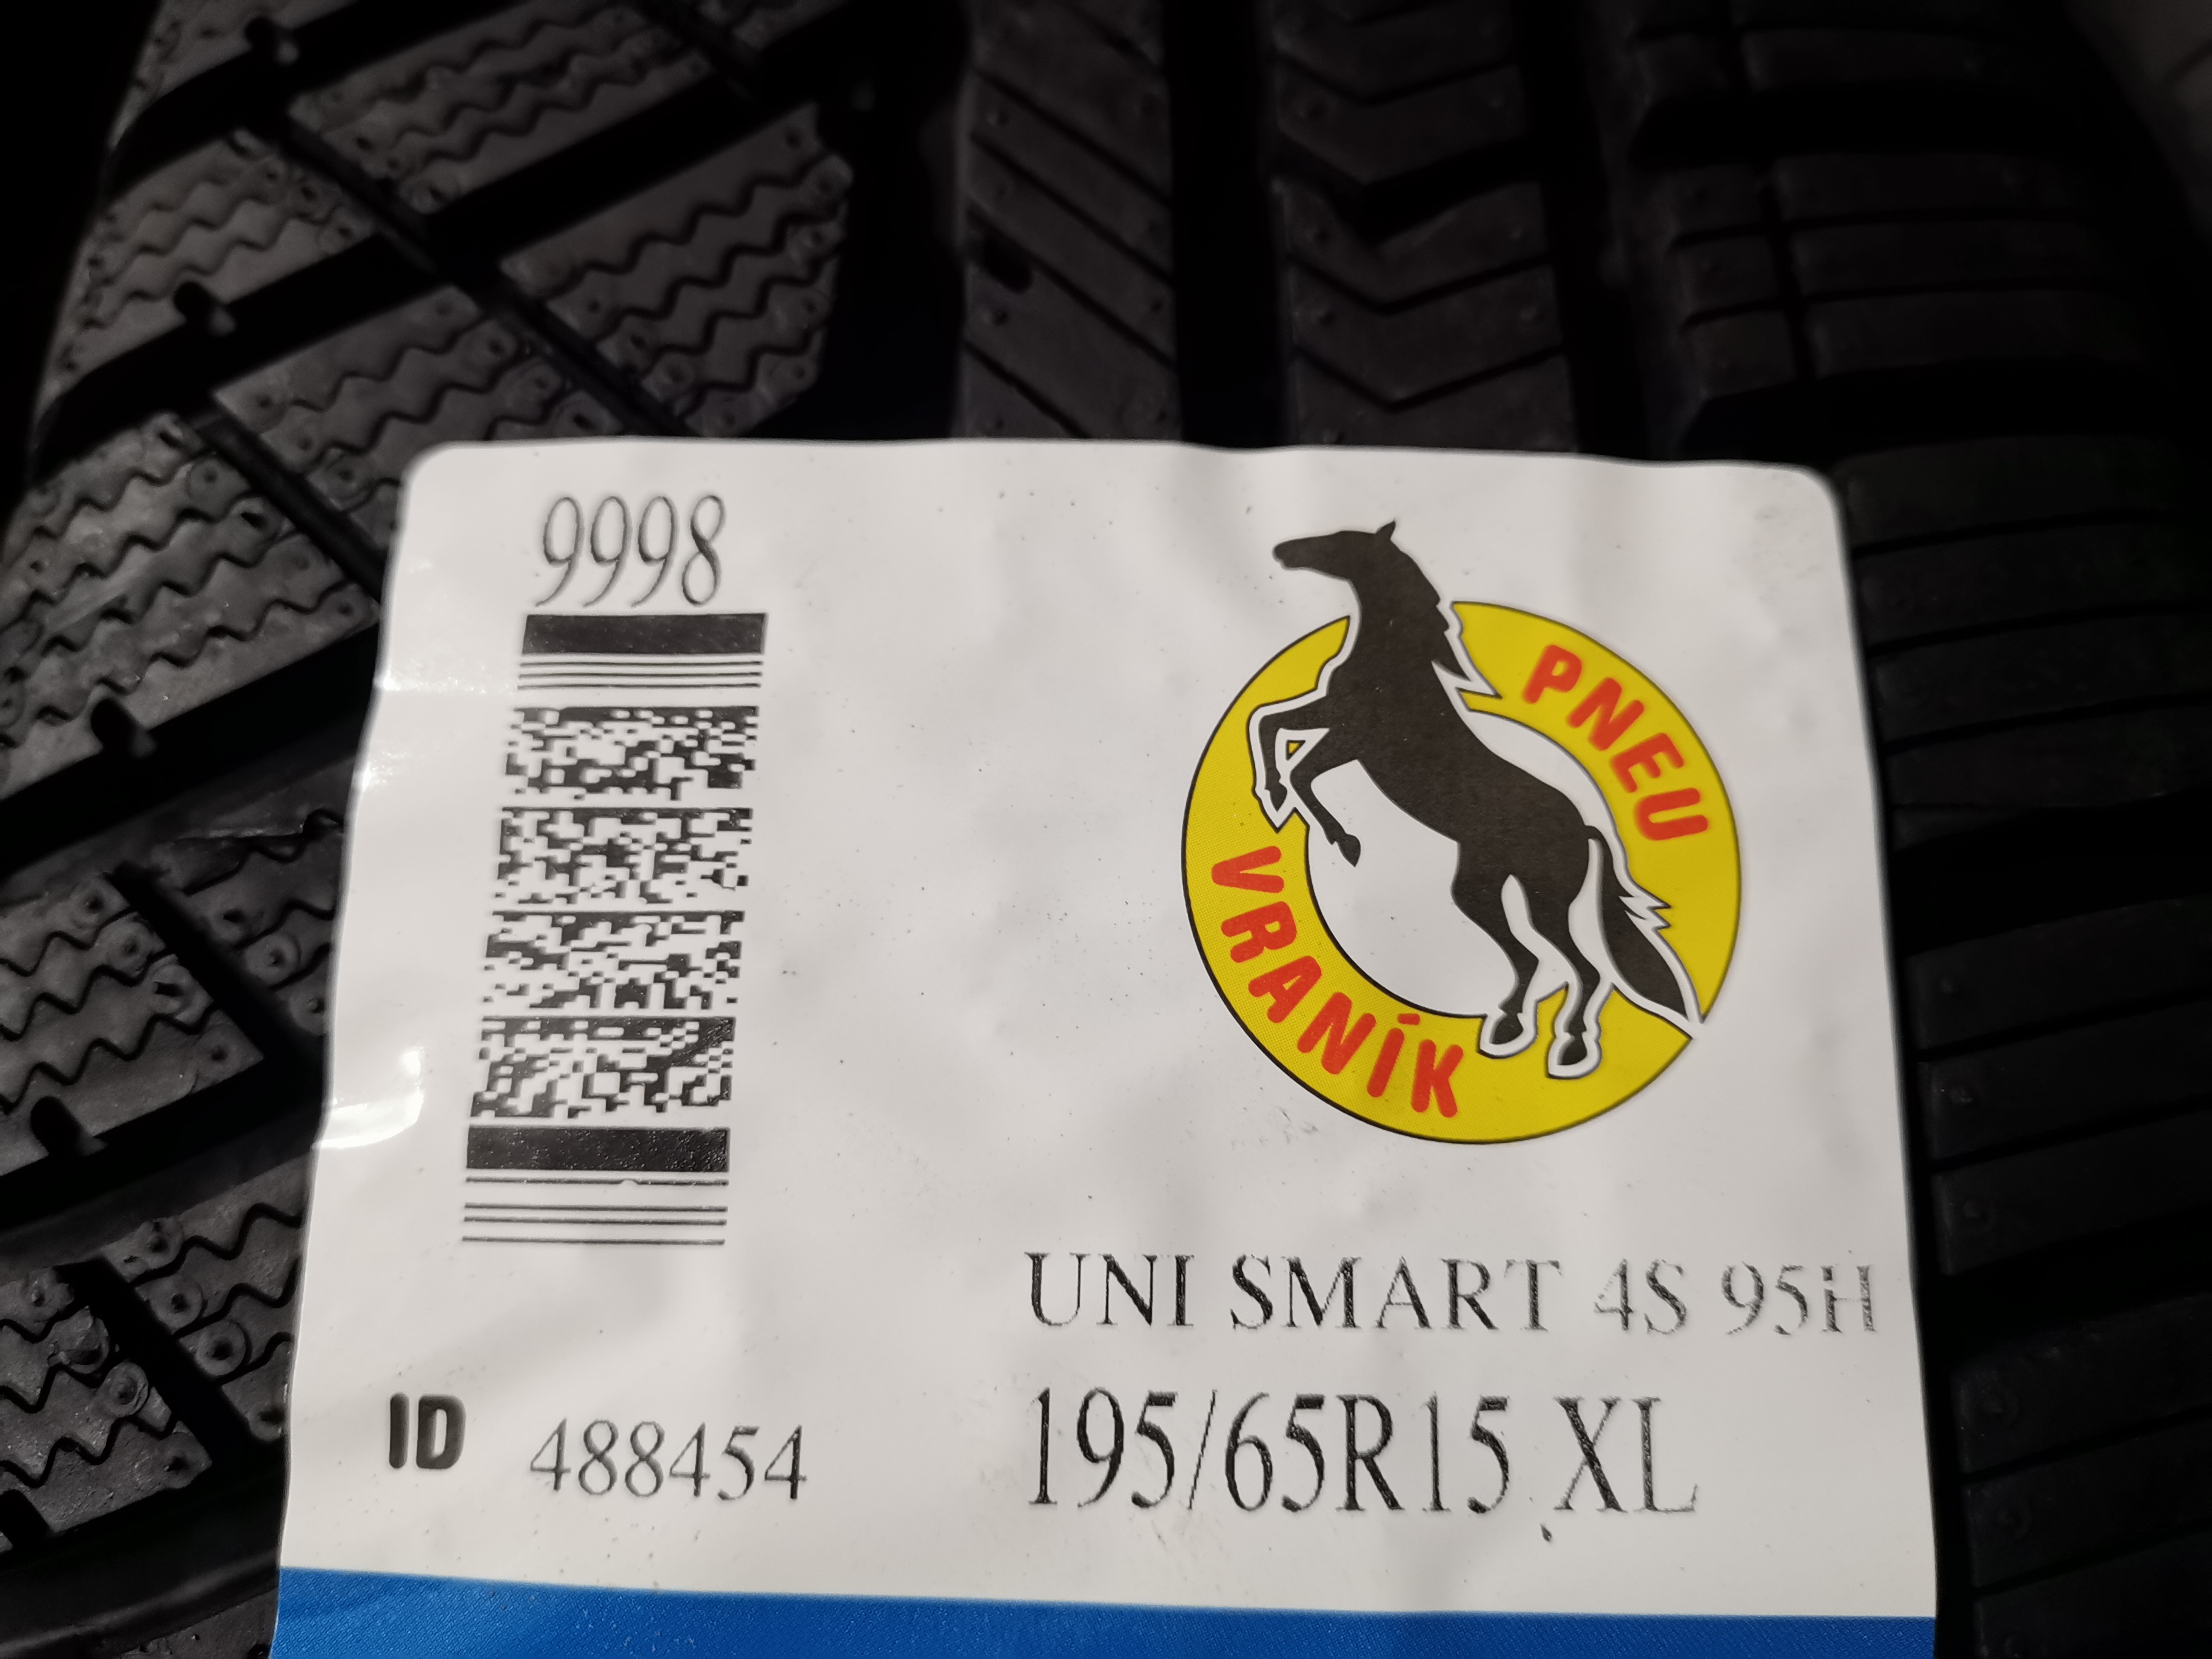 9998
PNEU
VRANÍK
UNI SMART 4S 95H
195/65R15 XL
ID 488454